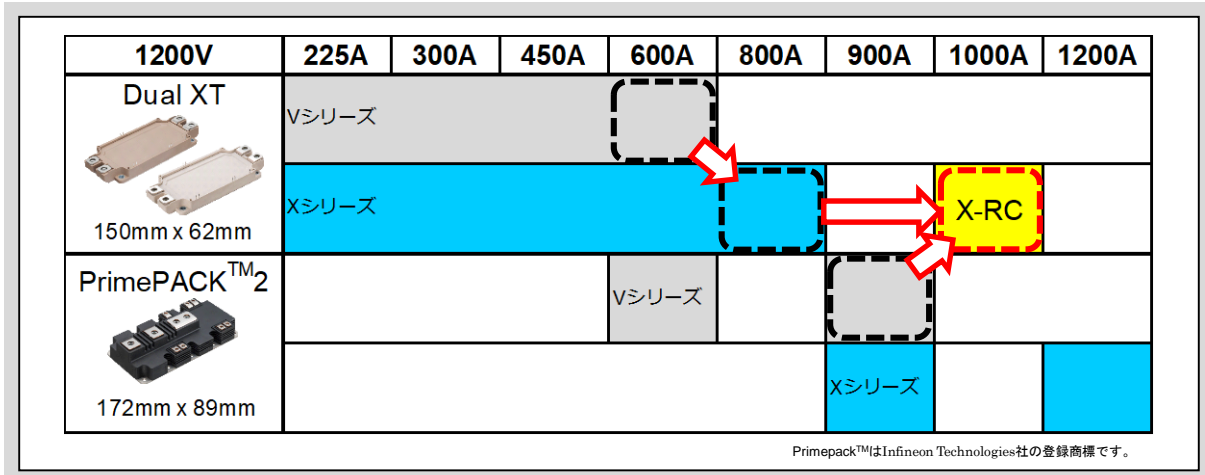 1200V 225A 300A 450A 600A 800A 900A 1000A 1200A
Dual XT
Vシリーズ
Xシリーズ
X-RC
150mm x 62mm
PrimePACK™2
Vシリーズ
Xシリーズ
172mm x 89mm
Primepack™はInfineon Technologies社の登録商標です。